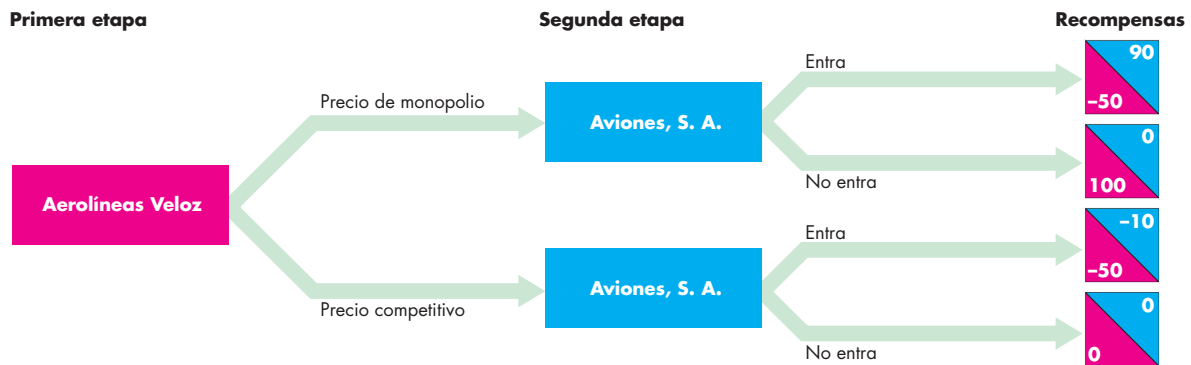 Primera etapa
Segunda etapa
Recompensas
Entra
90
–50
Precio de monopolio
Aviones, S. A.
0
No entra
100
Aerolíneas Veloz
Entra
–10
–50
Aviones, S. A.
Precio competitivo
0
No entra
0